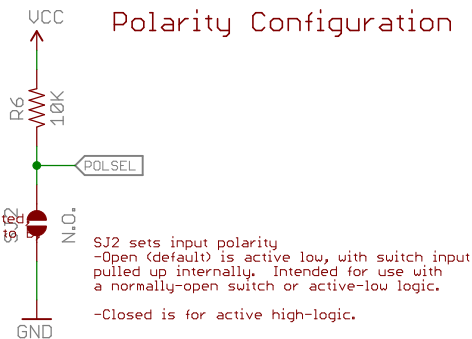 VCC
Polarity Configuration
R6
10K
POLSEL
SJ2
N.O.
ted
to
SJ2 sets input polarity
-Open (default) is active low, with switch input
pulled up internally. Intended for use with
a normally-open switch or active-low logic.
-Closed is for active high-logic.
GND